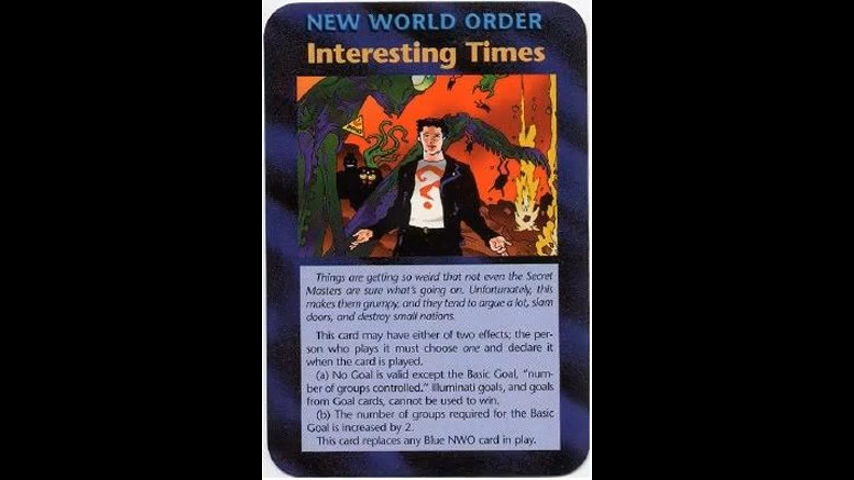 NEW WORLD ORDER
Interesting Times
Things are getting so weird that not even the Secret
Masters are sure what's going on. Unfortunately, this
makes them grumpy, and they tend to argue a lot, slam
doors, and destroy small nations.
This card may have either of two effects; the per-
son who plays it must choose one and declare it
when the card is played.
(a) No Goal is valid except the Basic Goal, "num-
ber of groups controlled." Illuminati goals, and goals
from Goal cards, cannot be used to win.
(b) The number of groups required for the Basic
Goal is increased by 2.
This card replaces any Blue NWO card in play.